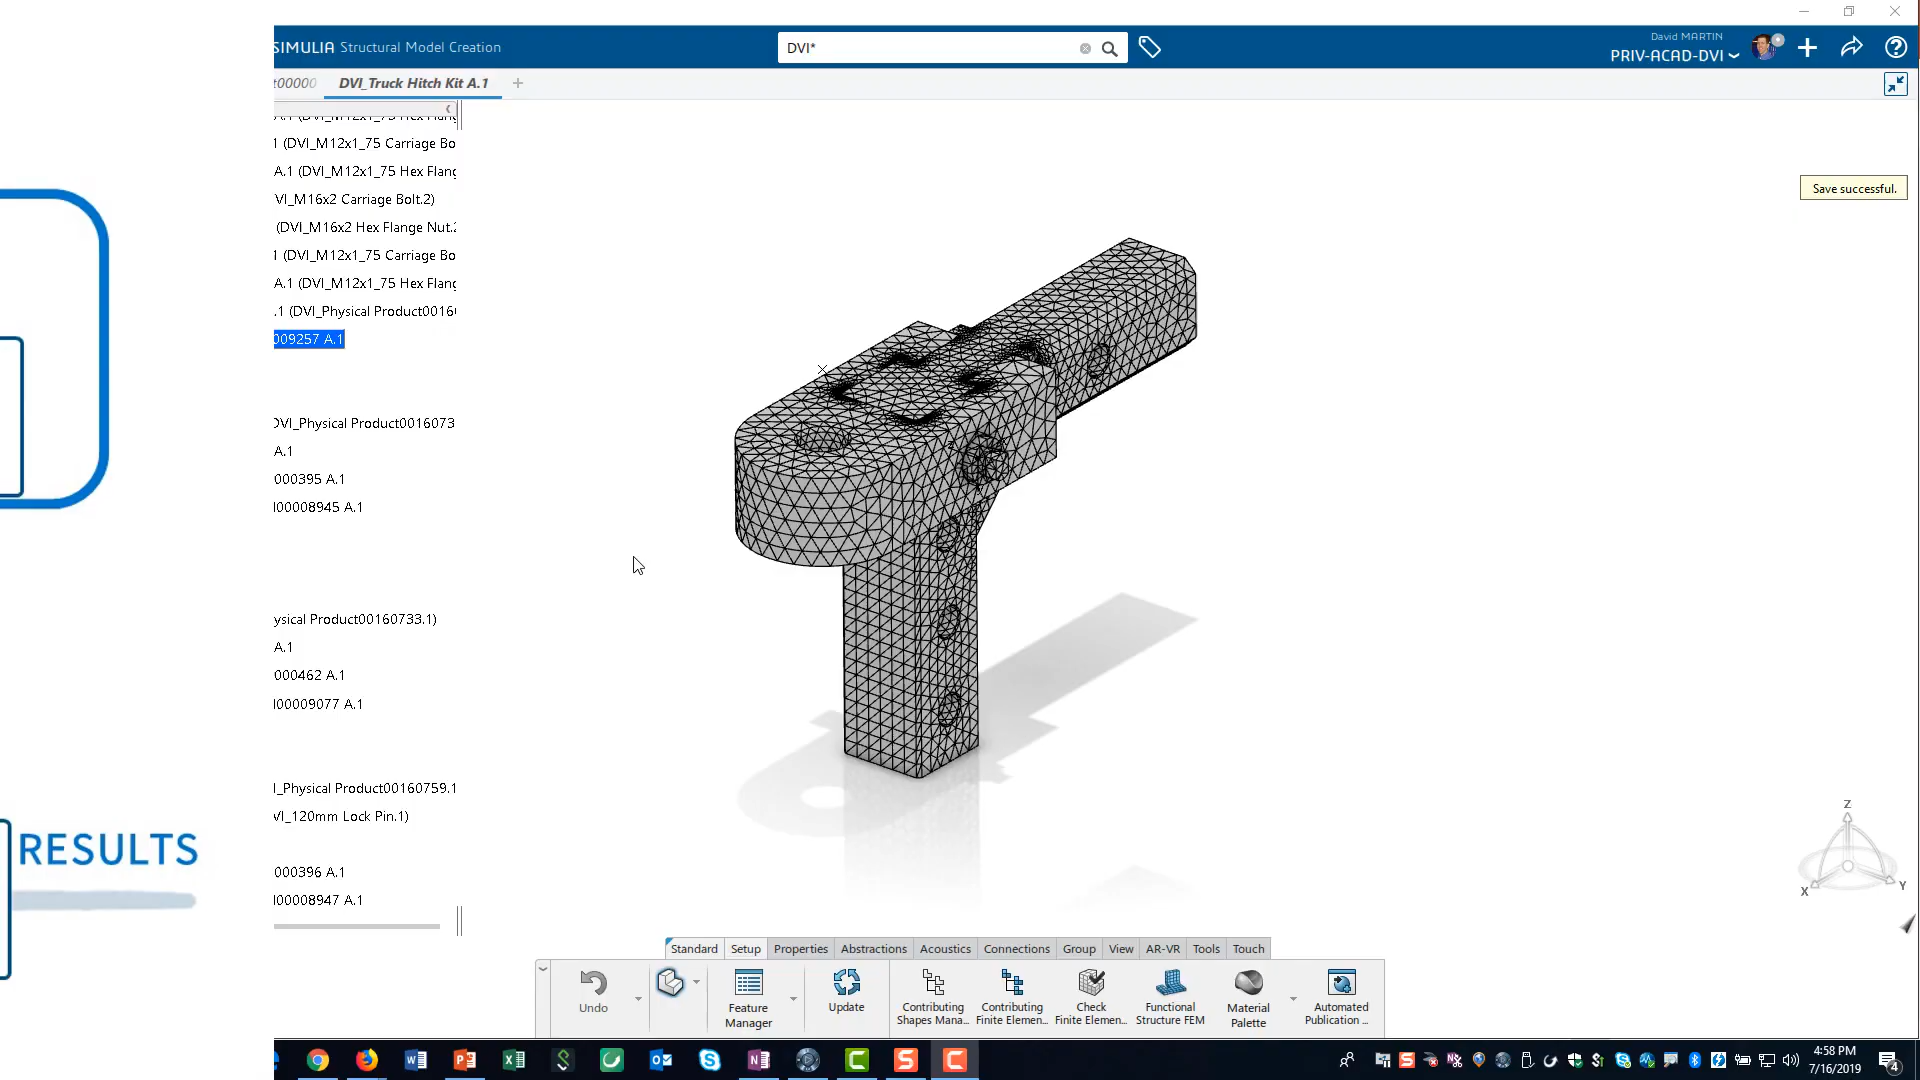 SIMULIA Structural Model Creation
DVI*
David MARTIN
PRIV-ACAD-DVI
t00000
DVI_Truck Hitch Kit A.1
1 (DVI_M12x1_75 Carriage Bo
A.1 (DVI_M12x1_75 Hex Flang
VI_M16x2 Carriage Bolt.2)
(DVI_M16x2 Hex Flange Nut.2
1 (DVI_M12x1_75 Carriage Bo
A.1 (DVI_M12x1_75 Hex Flang
.1 (DVI_Physical Product0016
009257 A.1
DVI_Physical Product0016073
A.1
000395 A.1
00008945 A.1
ysical Product00160733.1)
A.1
000462 A.1
00009077 A.1
I_Physical Product00160759.1
VI_120mm Lock Pin.1)
000396 A.1
00008947 A.1
Save successful.
RESULTS
Z
X
Y
Standard Setup Properties Abstractions Acoustics Connections Group View AR-VR Tools Touch
Undo
Feature
Manager
Update
Contributing
Shapes Mana...
Contributing
Finite Elemen...
Check
Finite Elemen...
Functional
Structure FEM
Material
Palette
Automated
Publication ...
4:58 PM
7/16/2019
4